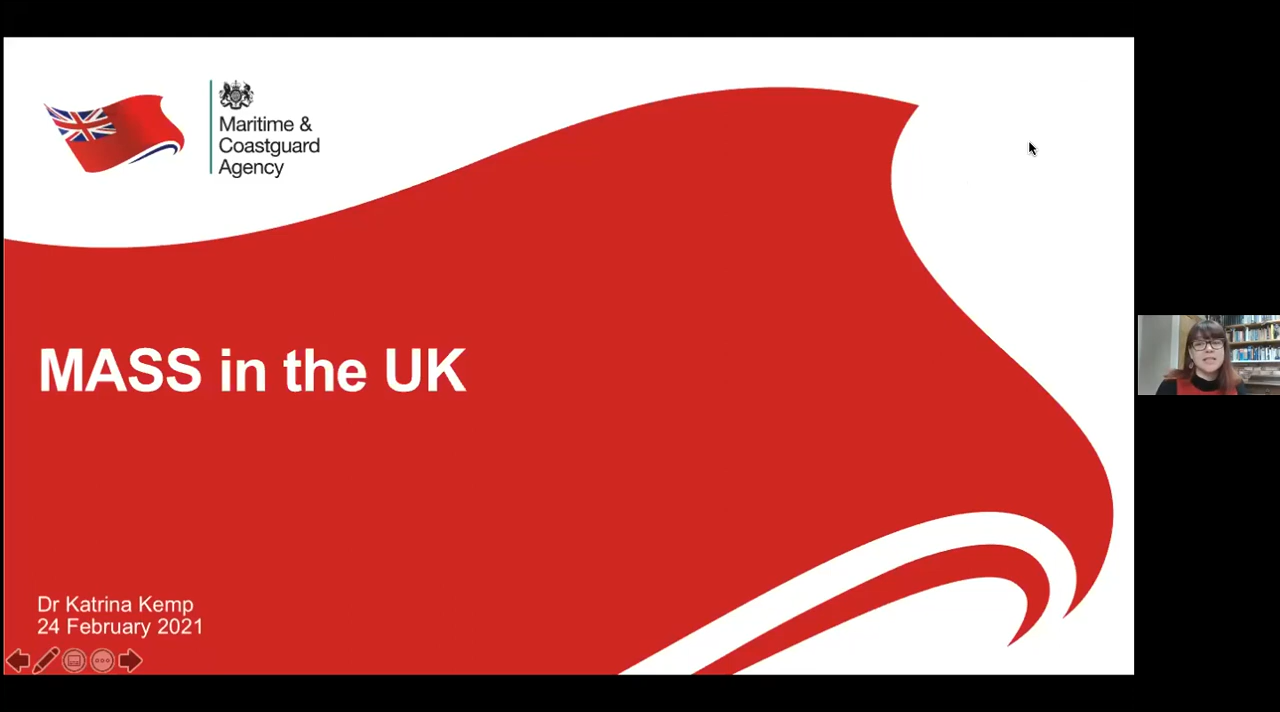 Maritime &
Coastguard
Agency
MASS in the UK
Dr Katrina Kemp
24 February 2021